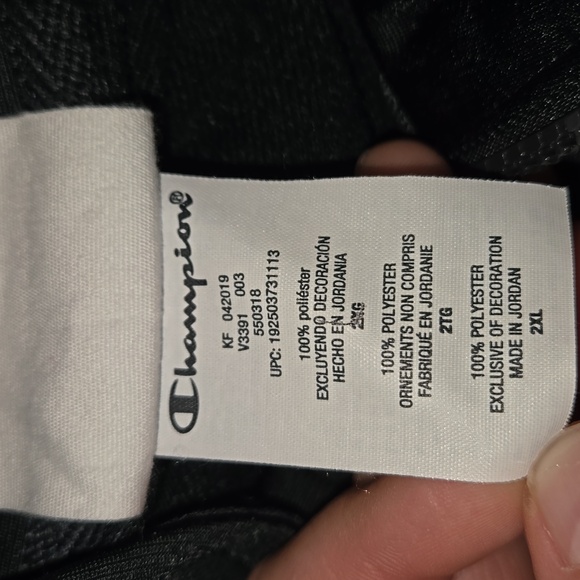 Champion®
KF 042019
V3391 003
550318
UPC: 192503731113
100% poliéster
EXCLUYENDO DECORACIÓN
HECHO EN JORDANIA
2XG
100% POLYESTER
ORNEMENTS NON COMPRIS
FABRIQUÉ EN JORDANIE
2TG
100% POLYESTER
EXCLUSIVE OF DECORATION
MADE IN JORDAN
2XL